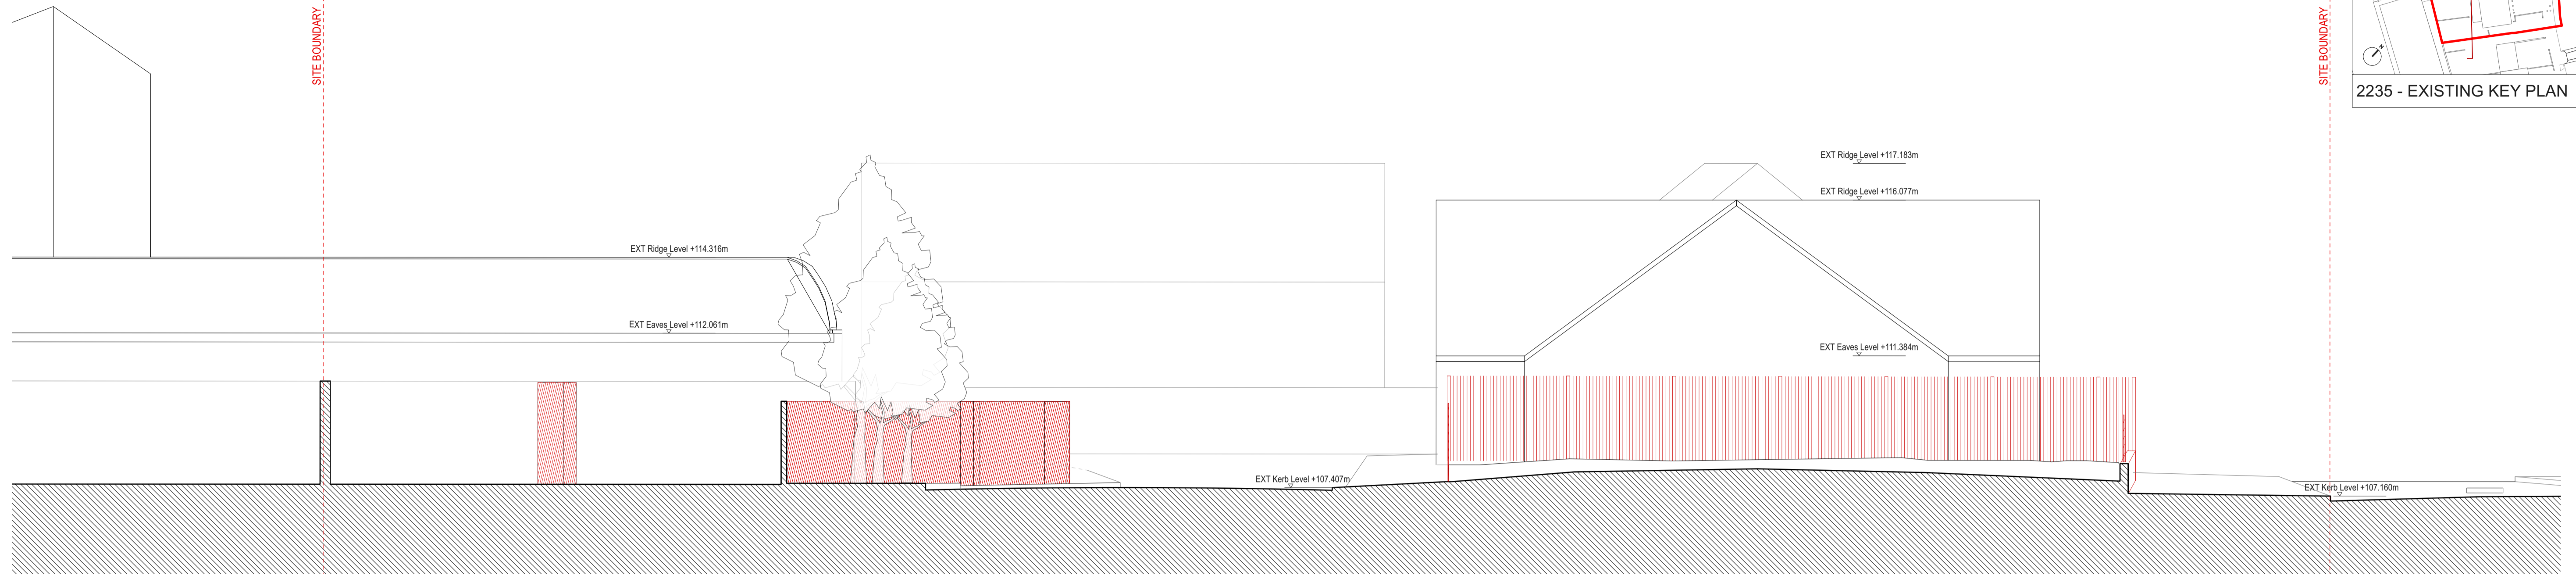 SITE BOUNDARY
SITE BOUNDARY
2235 - EXISTING KEY PLAN
EXT Ridge Level +117.183m
EXT Ridge Level +116.077m
EXT Ridge Level +114.316m
EXT Eaves Level +112.061m
EXT Eaves Level +111.384m
EXT Kerb Level +107.407m
EXT Kerb Level +107.160m